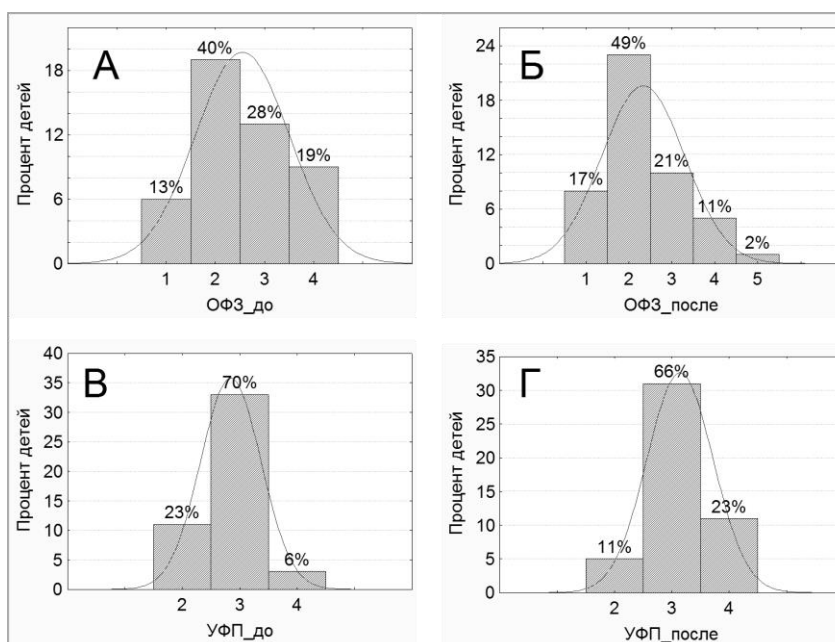 А
Процент детей
18
12
6
0
13%
40%
28%
19%
1 2 3 4
ОФЗ_до
Б
Процент детей
24
18
12
6
0
17%
49%
21%
11%
2%
1 2 3 4 5
ОФЗ_после
В
Процент детей
40
35
30
25
20
15
10
5
0
23%
70%
6%
2 3 4
УФП_до
Г
Процент детей
35
30
25
20
15
10
5
0
11%
66%
23%
2 3 4
УФП_после